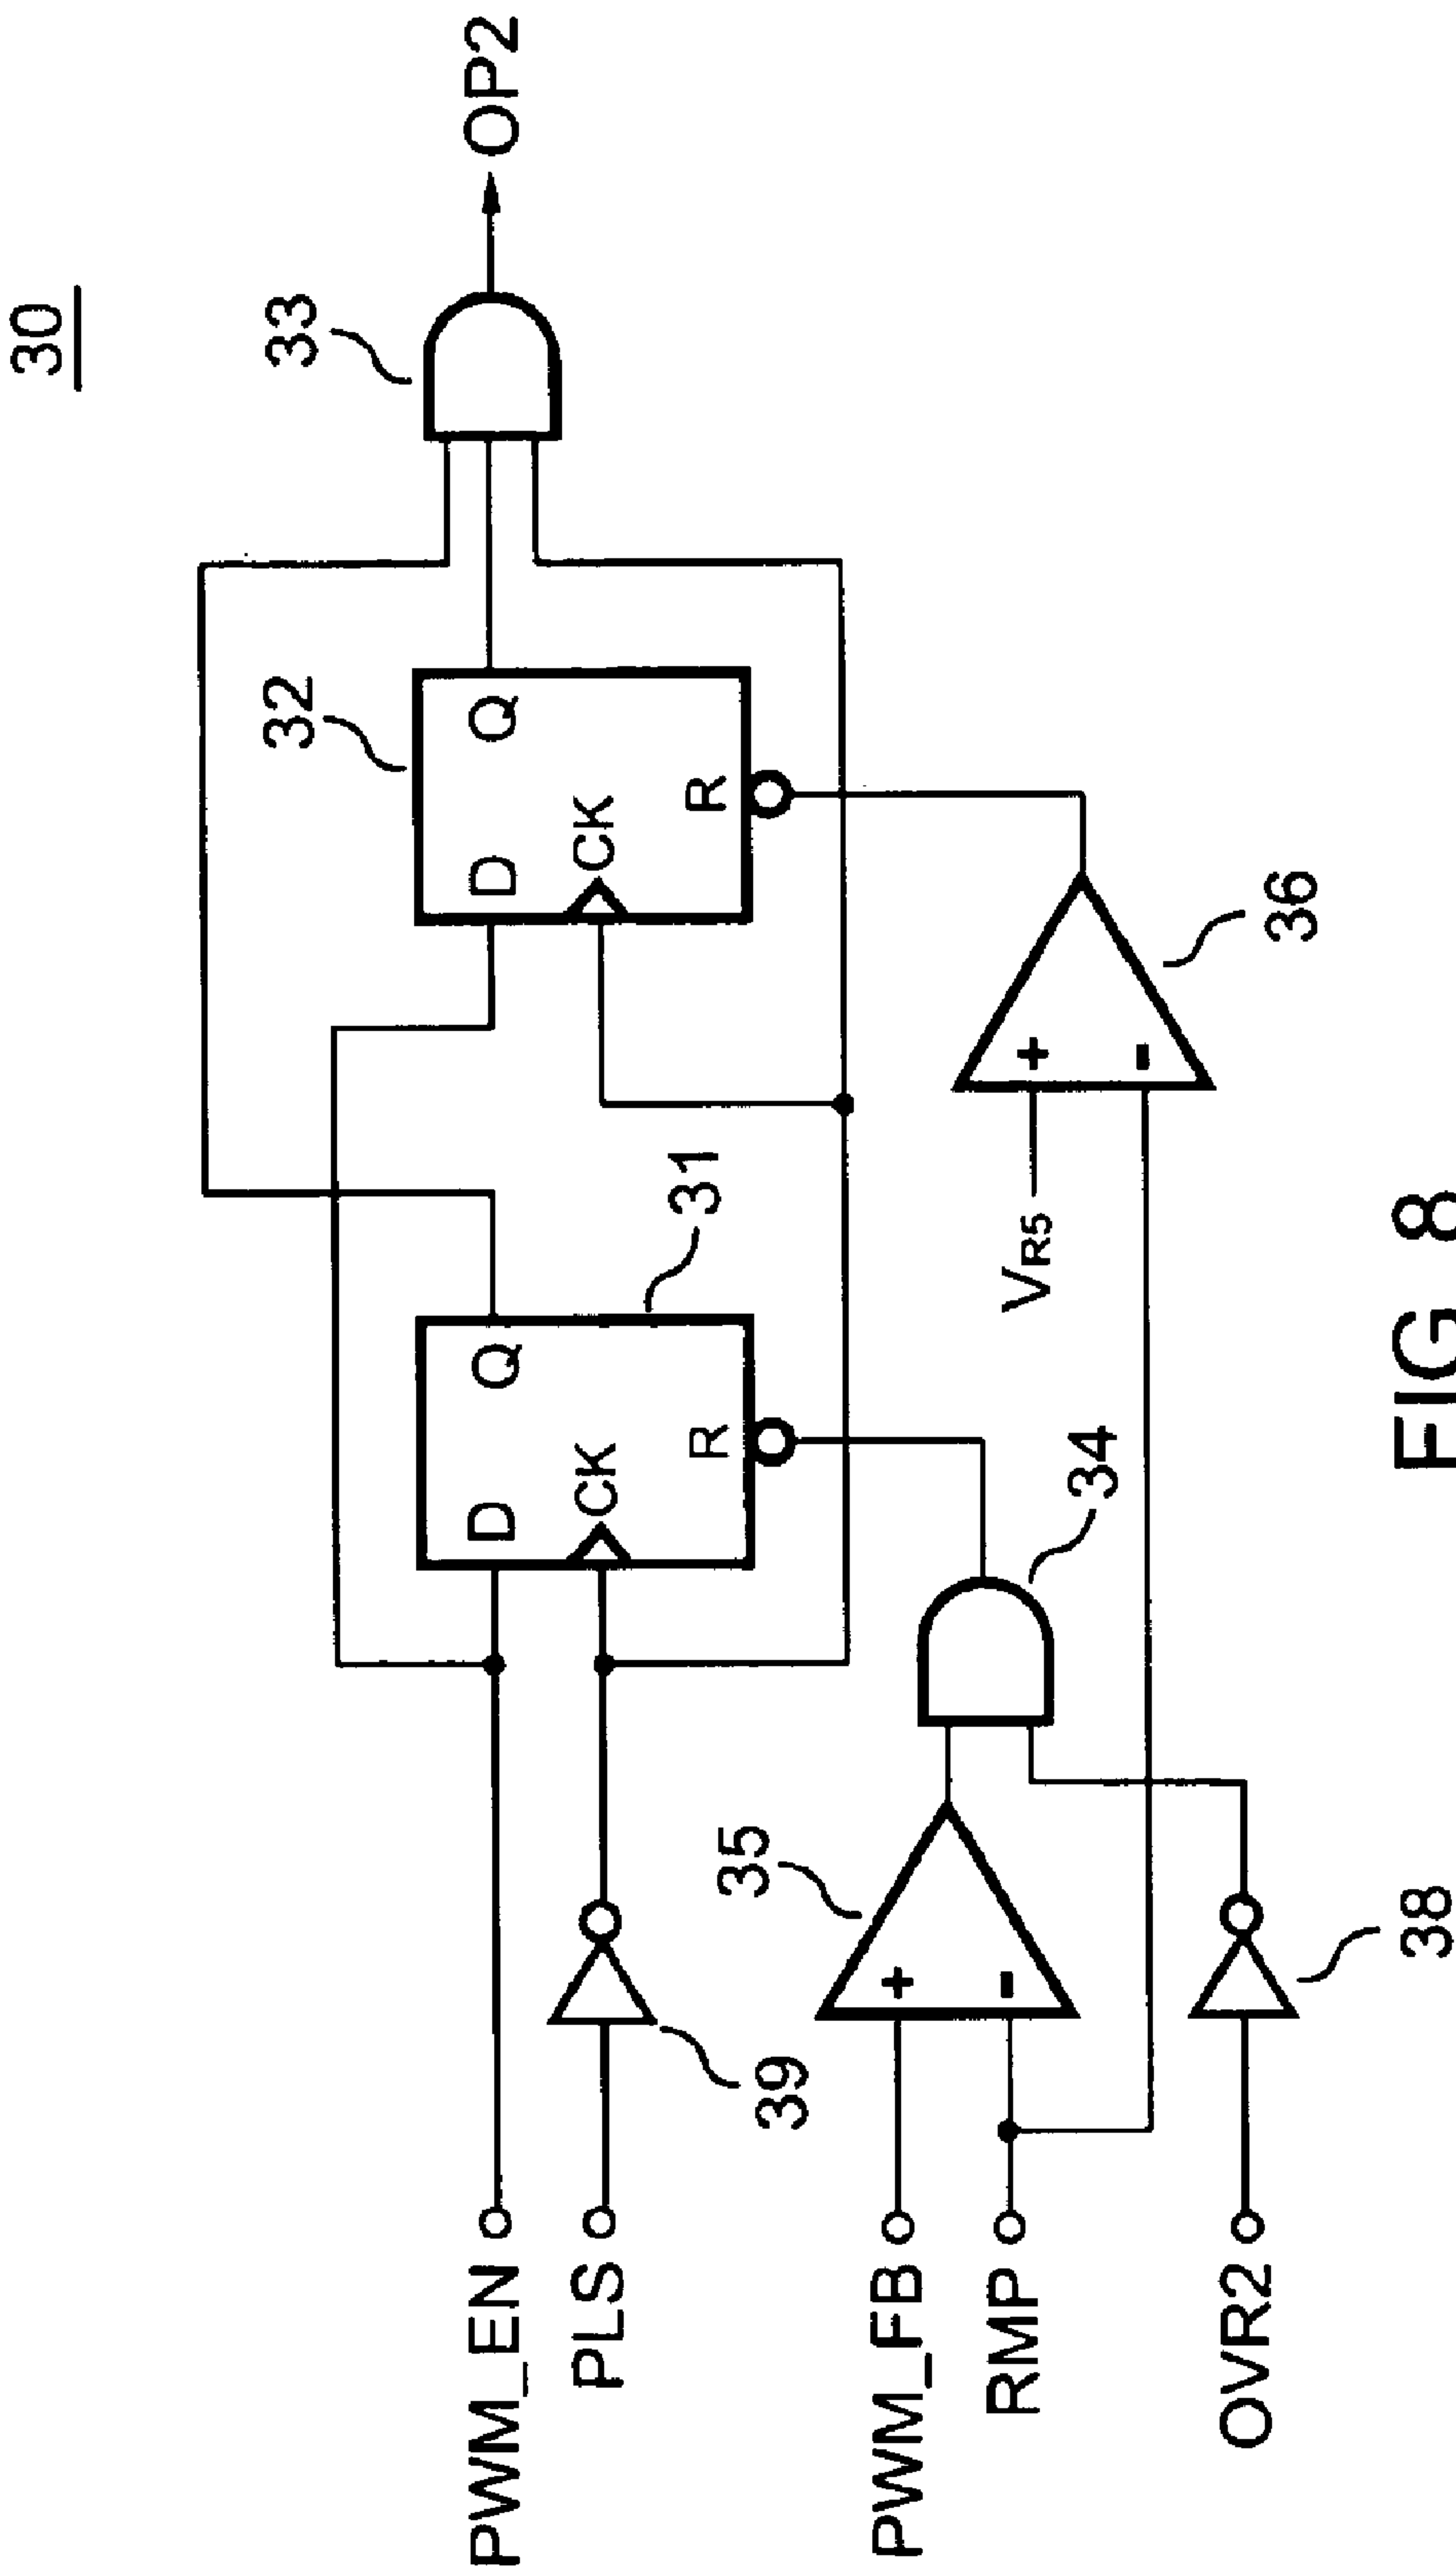 30
33
OP2
32
D
Q
CK
R
31
D
Q
CK
R
PWM_EN
PLS
39
VR5
+
-
36
34
35
+
-
PWM_FB
RMP
OVR2
38
FIG. 8